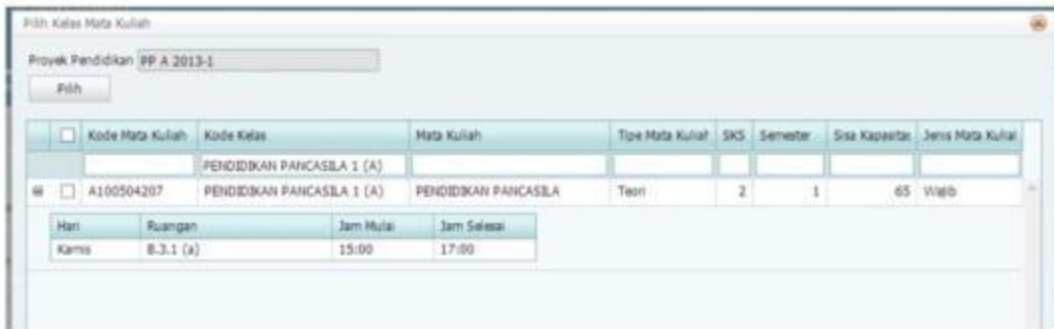 Pilih Kelas Mata Kuliah
Proyek Pendidikan PP A 2013-1
Pilih
Kode Mata Kuliah Kode Kelas Mata Kuliah Tipe Mata Kuliah SKS Semester Sisa Kapasitas Jenis Mata Kuliah
PENDIDIKAN PANCASILA 1 (A)
A100504207 PENDIDIKAN PANCASILA 1 (A) PENDIDIKAN PANCASILA Teori 2 1 65 Wajib
Hari Ruangan Jam Mulai Jam Selesai
Kamis B.3.1 (a) 15:00 17:00